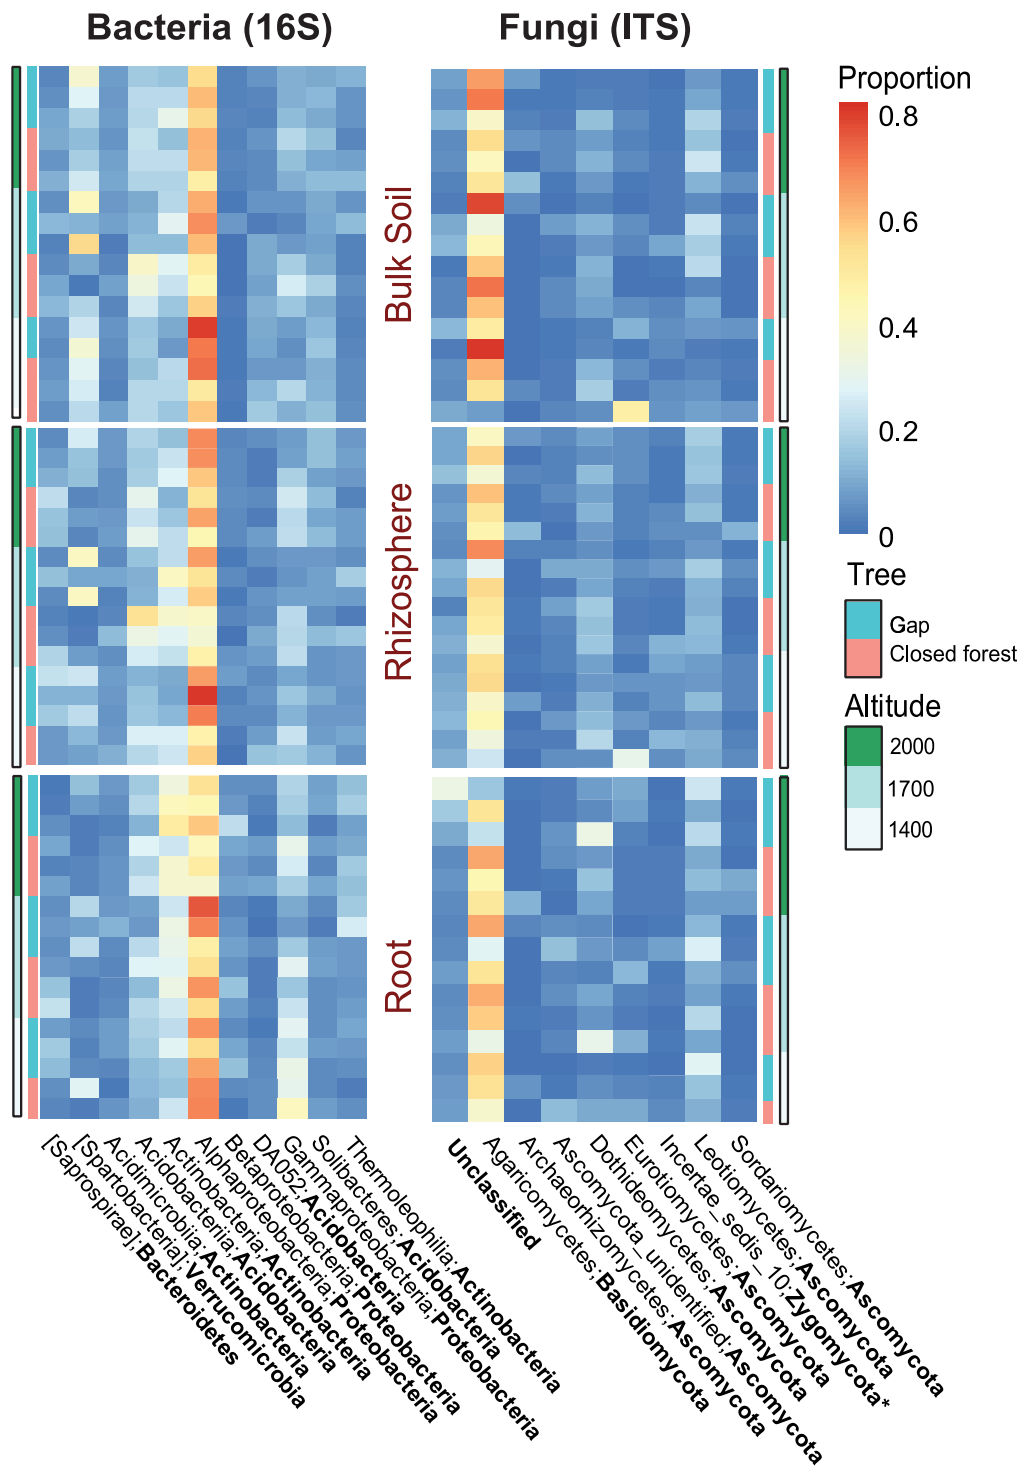 Bacteria (16S)
Fungi (ITS)
Bulk Soil
Rhizosphere
Root
Proportion
0.8
0.6
0.4
0.2
0
Tree
Gap
Closed forest
Altitude
2000
1700
1400
[Saprospirae];Bacteroidetes
[Spartobacteria];Verrucomicrobia
Acidimicrobiia;Actinobacteria
Acidobacteriia;Acidobacteria
Actinobacteria;Actinobacteria
Alphaproteobacteria;Proteobacteria
Betaproteobacteria;Proteobacteria
DA052;Acidobacteria
Gammaproteobacteria;Proteobacteria
Solibacteres;Acidobacteria
Thermoleophilia;Actinobacteria
Unclassified
Agaricomycetes;Basidiomycota
Archaeorhizomycetes;Ascomycota
Ascomycota_unidentified;Ascomycota
Dothideomycetes;Ascomycota
Eurotiomycetes;Ascomycota
Incertae_sedis_10;Zygomycota*
Leotiomycetes;Ascomycota
Sordariomycetes;Ascomycota